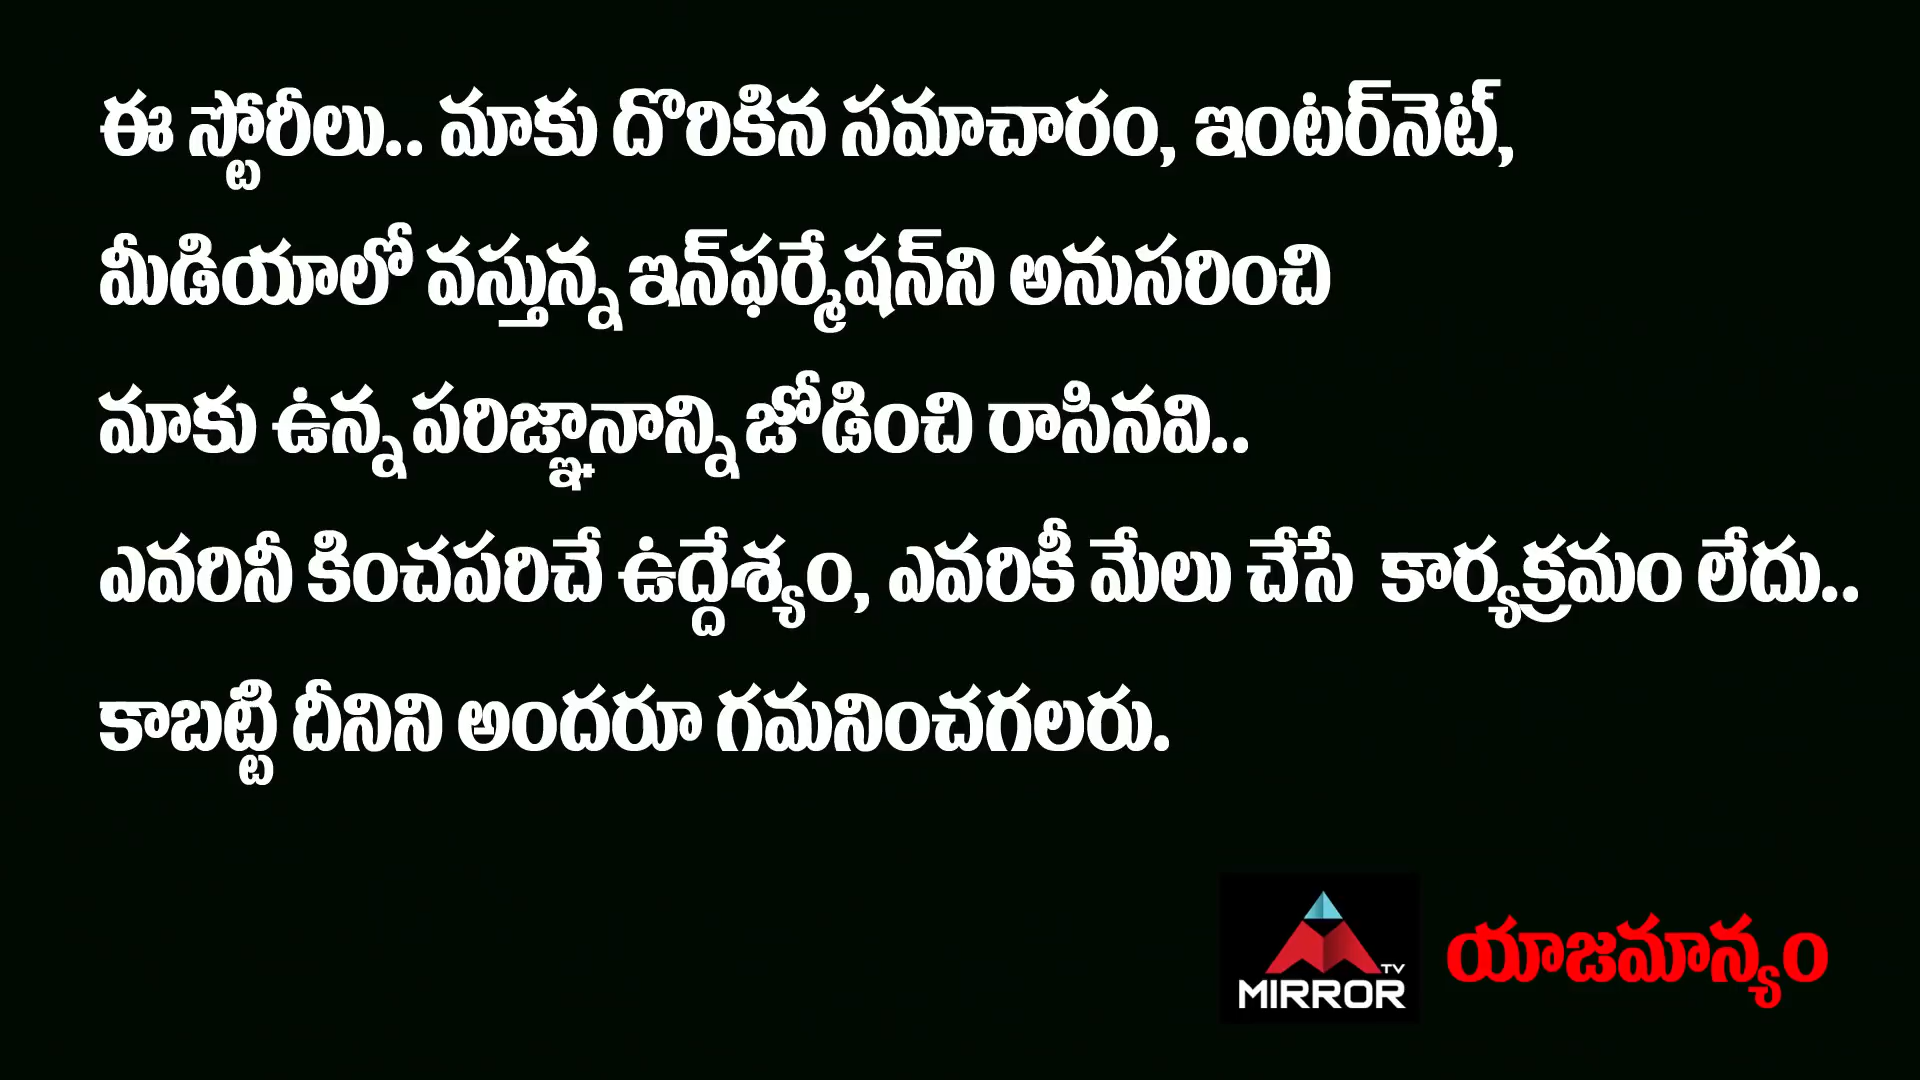 ఈ స్టోరీలు.. మాకు దొరికిన సమాచారం, ఇంటర్‌నెట్,
మీడియాలో వస్తున్న ఇన్‌ఫర్మేషన్‌ని అనుసరించి
మాకు ఉన్న పరిజ్ఞానాన్ని జోడించి రాసినవి..
ఎవరినీ కించపరిచే ఉద్దేశ్యం, ఎవరికీ మేలు చేసే కార్యక్రమం లేదు..
కాబట్టి దీనిని అందరూ గమనించగలరు.
TV
MIRROR
యాజమాన్యం